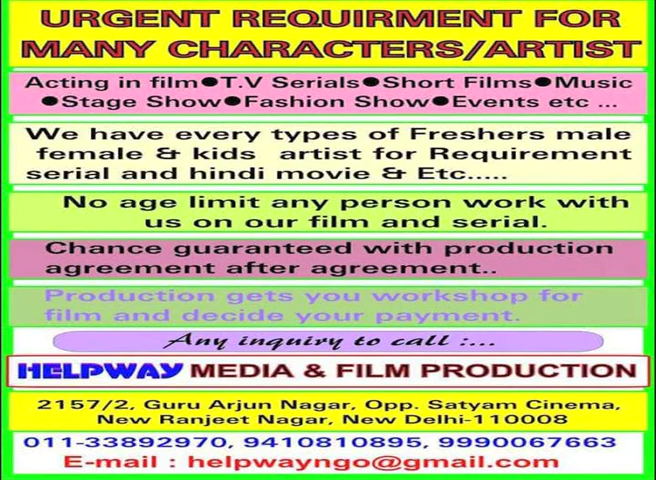 URGENT REQUIRMENT FOR
MANY CHARACTERS/ARTIST
Acting in film●T.V Serials●Short Films●Music
●Stage Show●Fashion Show●Events etc ...
We have every types of Freshers male
female & kids artist for Requirement
serial and hindi movie & Etc.....
No age limit any person work with
us on our film and serial.
Chance guaranteed with production
agreement after agreement..
Production gets you workshop for
film and decide your payment.
Any inquiry to call :...
HELPWAY MEDIA & FILM PRODUCTION
2157/2, Guru Arjun Nagar, Opp. Satyam Cinema,
New Ranjeet Nagar, New Delhi-110008
011-33892970, 9410810895, 9990067663
E-mail : helpwayngo@gmail.com